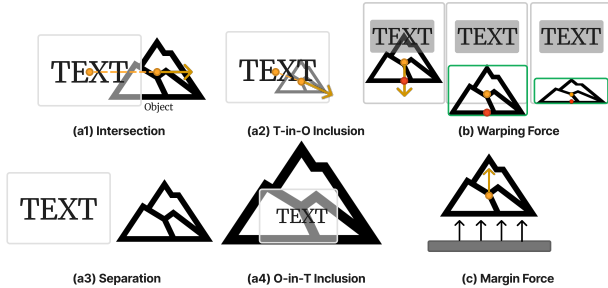 TEXT
Object
(a1) Intersection
TEXT
(a2) T-in-O Inclusion
TEXT
TEXT
TEXT
(b) Warping Force
TEXT
(a3) Separation
TEXT
(a4) O-in-T Inclusion
(c) Margin Force